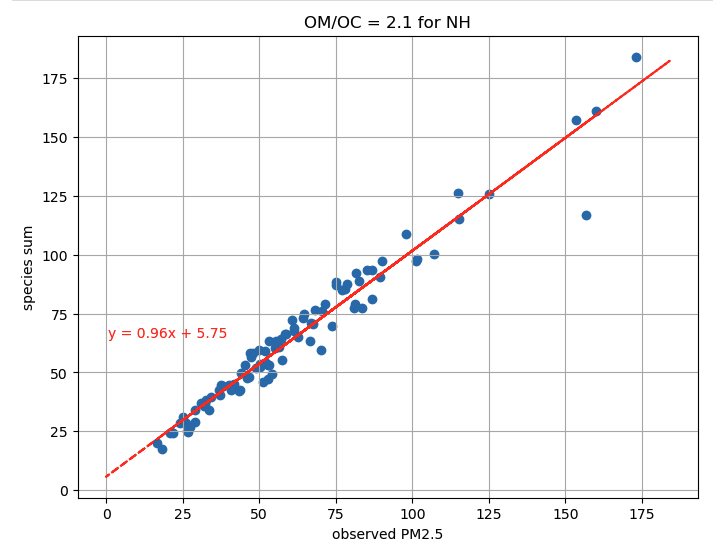 OM/OC = 2.1 for NH
175
150
125
100
75
50
25
0
species sum
y = 0.96x + 5.75
0 25 50 75 100 125 150 175
observed PM2.5